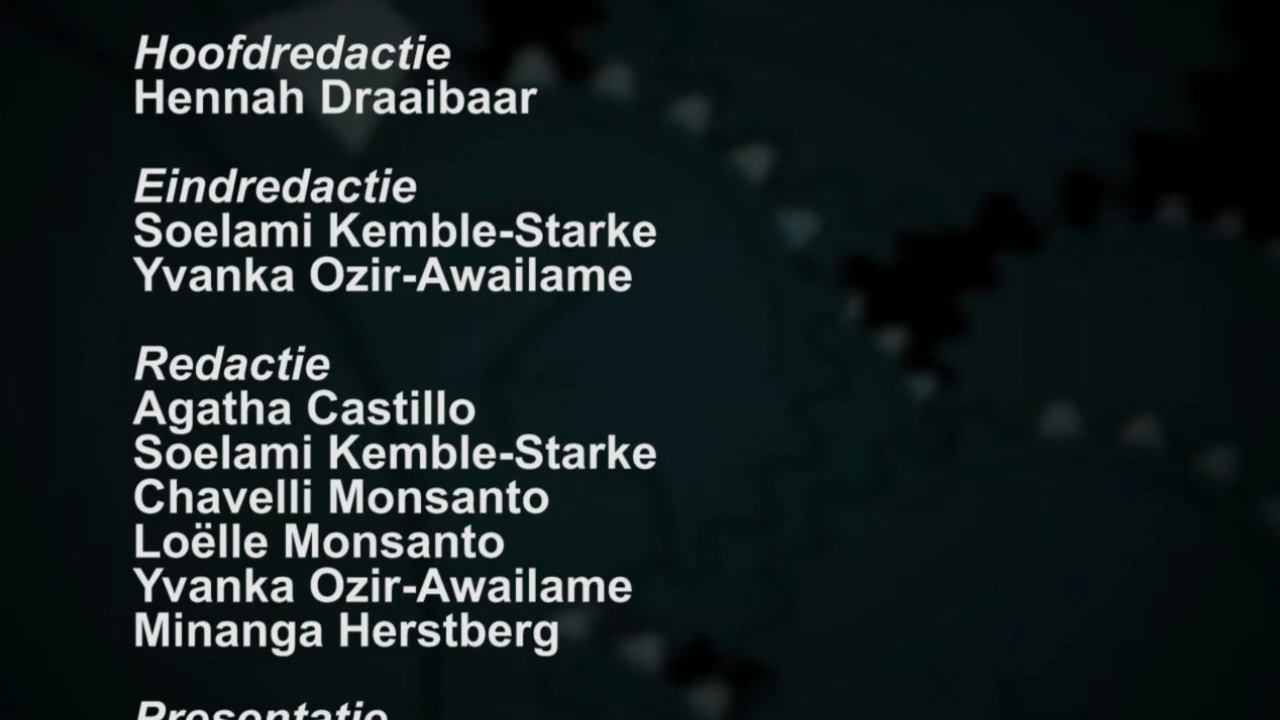 Hoofdredactie
Hennah Draaibaar
Eindredactie
Soelami Kemble-Starke
Yvanka Ozir-Awailame
Redactie
Agatha Castillo
Soelami Kemble-Starke
Chavelli Monsanto
Loëlle Monsanto
Yvanka Ozir-Awailame
Minanga Herstberg
Presentatie